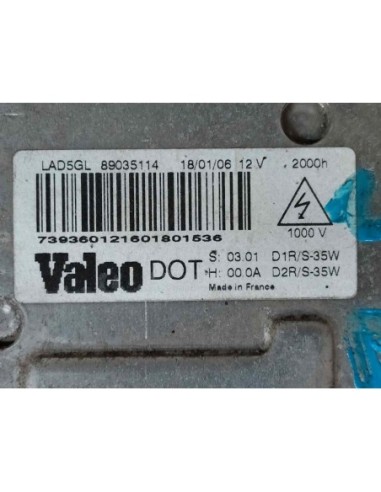 LAD5GL 89035114 18/01/06 12 V 2000h
739360121601801536
1000 V
Valeo DOT S: 03.01 D1R/S-35W
H: 00.0A D2R/S-35W
Made in France